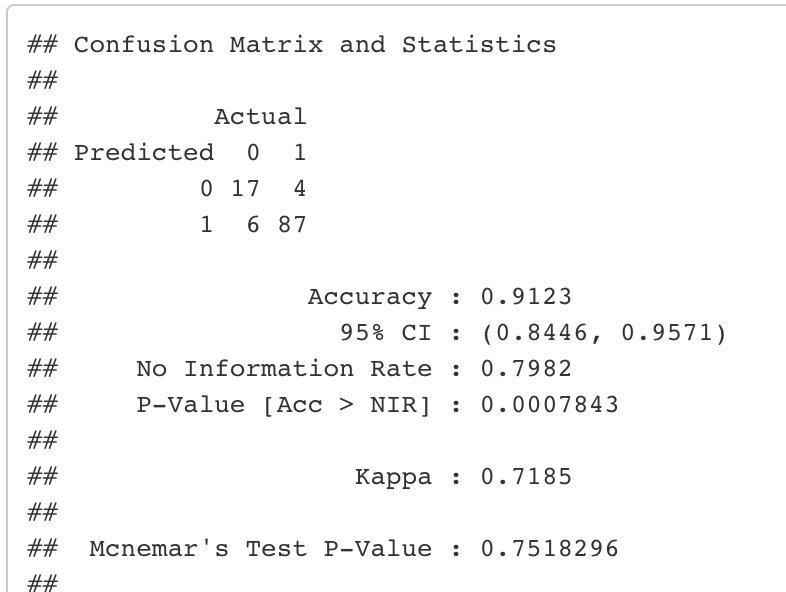 ## Confusion Matrix and Statistics
##
##            Actual
## Predicted  0  1
##         0 17  4
##         1  6 87
##
##                Accuracy : 0.9123
##                  95% CI : (0.8446, 0.9571)
##     No Information Rate : 0.7982
##     P-Value [Acc > NIR] : 0.0007843
##
##                   Kappa : 0.7185
##
##  Mcnemar's Test P-Value : 0.7518296
##